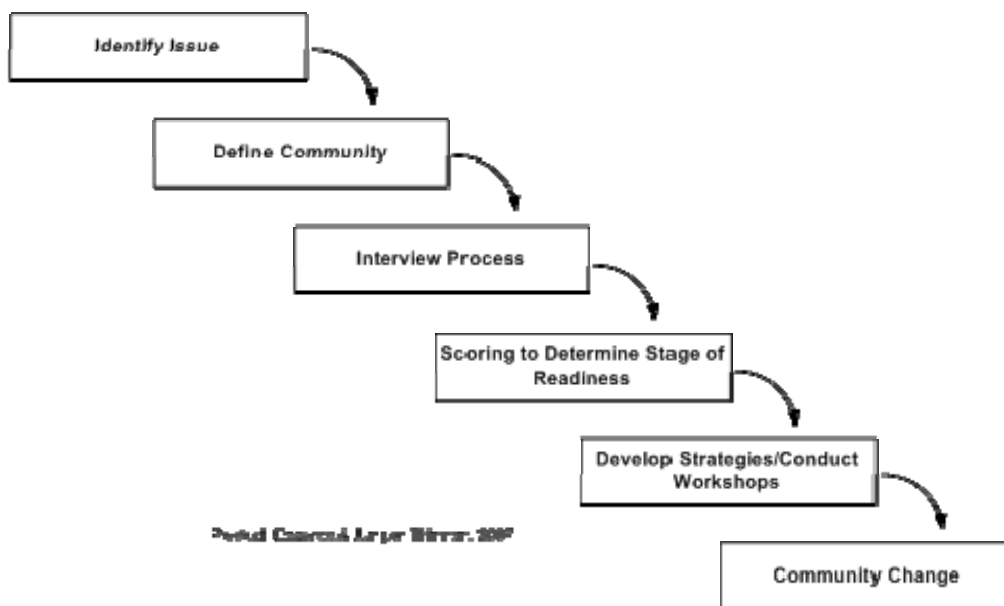 Identify Issue
Define Community
Interview Process
Scoring to Determine Stage of
Readiness
Develop Strategies/Conduct
Workshops
Community Change